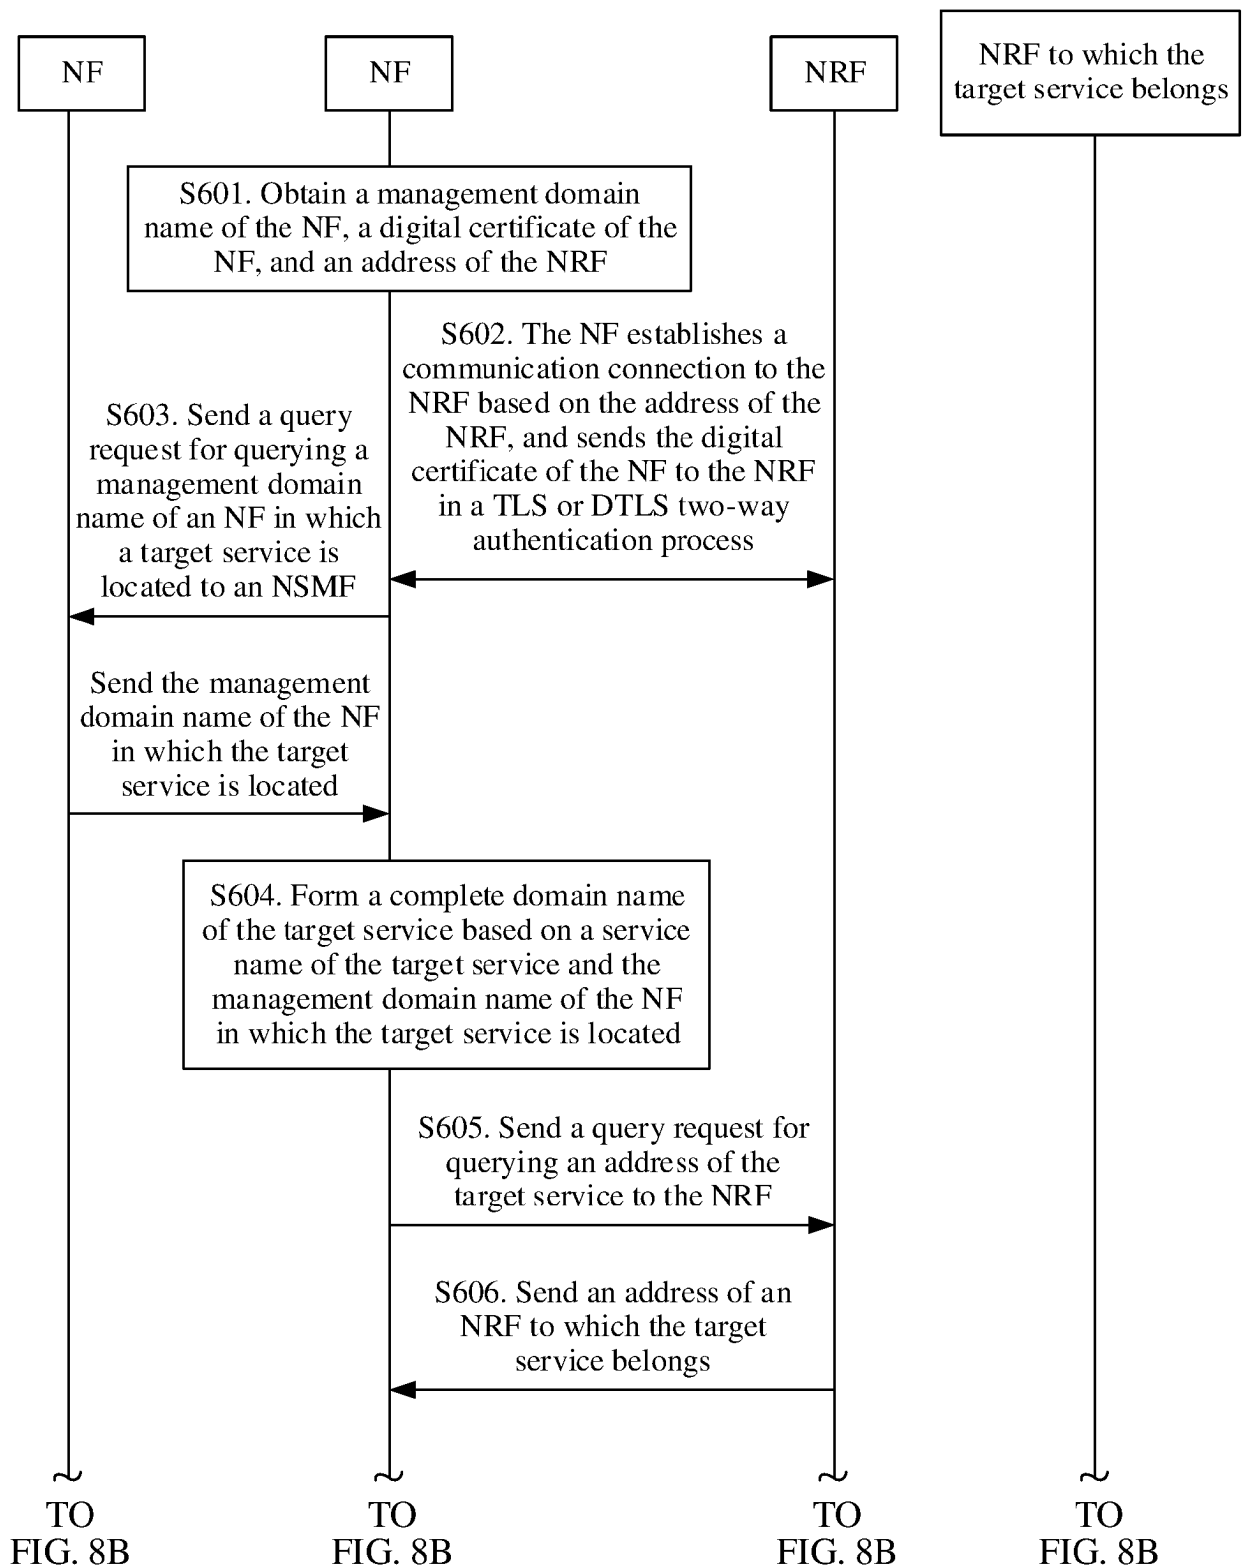 NF
NF
NRF
NRF to which the
target service belongs
S601. Obtain a management domain
name of the NF, a digital certificate of the
NF, and an address of the NRF
S602. The NF establishes a
communication connection to the
NRF based on the address of the
NRF, and sends the digital
certificate of the NF to the NRF
in a TLS or DTLS two-way
authentication process
S603. Send a query
request for querying a
management domain
name of an NF in which
a target service is
located to an NSMF
Send the management
domain name of the NF
in which the target
service is located
S604. Form a complete domain name
of the target service based on a service
name of the target service and the
management domain name of the NF
in which the target service is located
S605. Send a query request for
querying an address of the
target service to the NRF
S606. Send an address of an
NRF to which the target
service belongs
TO
FIG. 8B
TO
FIG. 8B
TO
FIG. 8B
TO
FIG. 8B